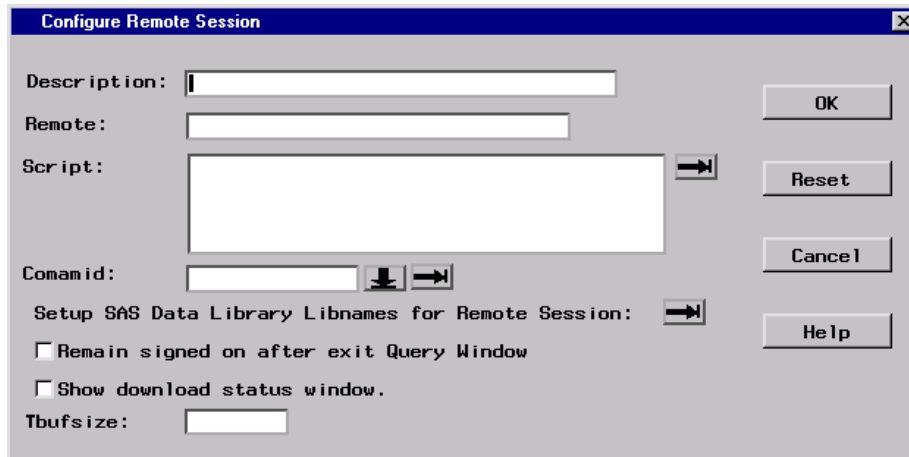 Configure Remote Session
Description:
OK
Remote:
Script:
Reset
Cancel
Comamid:
Setup SAS Data Library Libnames for Remote Session:
Help
Remain signed on after exit Query Window
Show download status window.
Tbufsize: